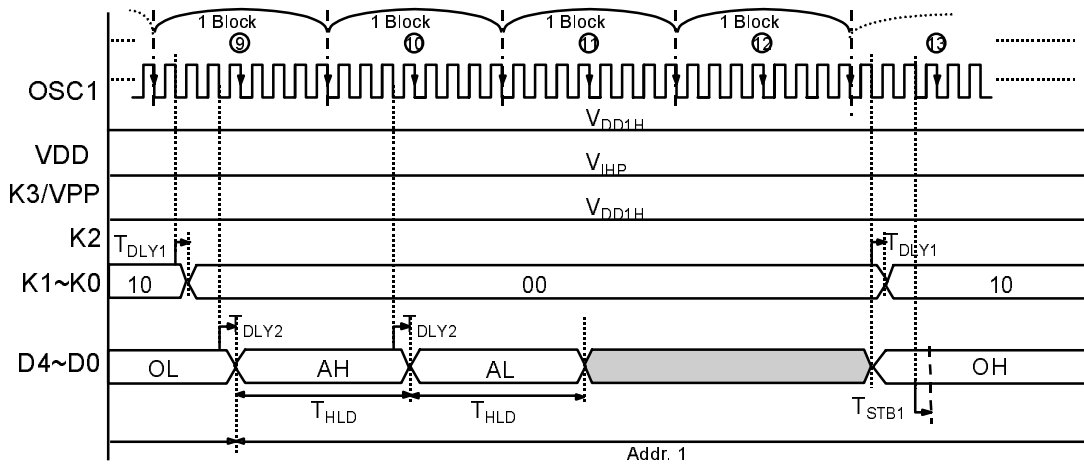 1 Block 1 Block 1 Block 1 Block
9 10 11 12 13
OSC1
VDD1H
VDD
VIHP
K3/VPP
VDD1H
K2
TDLY1 TDLY1
K1~K0 10 00 10
TDLY2 TDLY2
D4~D0 OL AH AL OH
THLD THLD TSTB1
Addr. 1